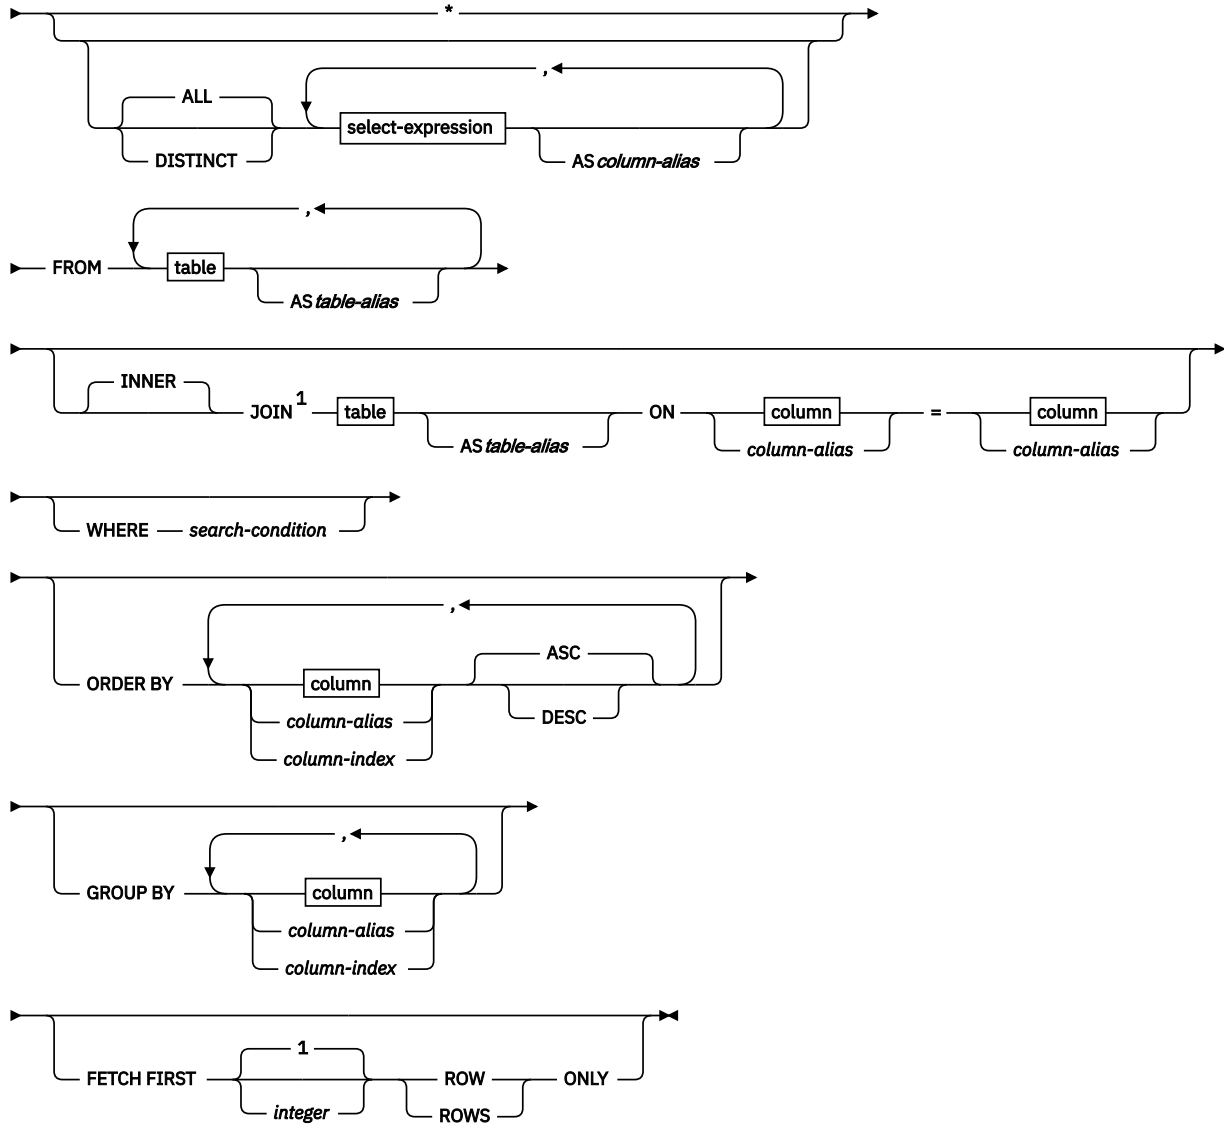 *
,
ALL
select-expression
DISTINCT
AS column-alias
,
FROM table
AS table-alias
INNER
JOIN 1 table ON column = column
AS table-alias column-alias column-alias
WHERE search-condition
,
ASC
ORDER BY column
column-alias DESC
column-index
,
GROUP BY column
column-alias
column-index
1
FETCH FIRST ROW ONLY
integer ROWS